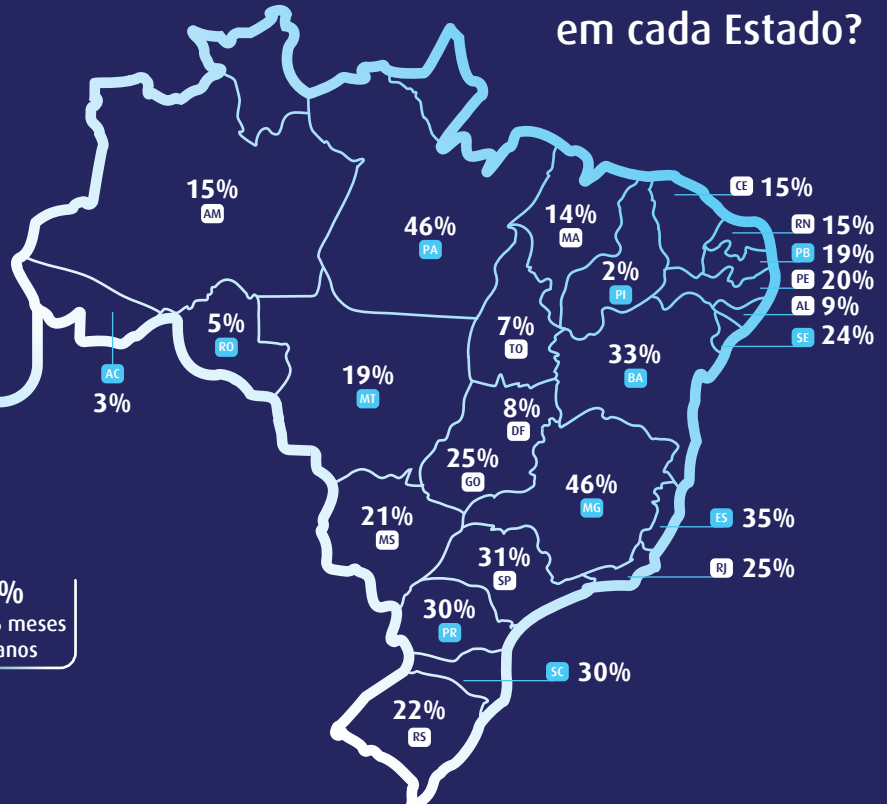 em cada Estado?
15%
AM
46%
PA
14%
MA
2%
PI
CE 15%
RN 15%
PB 19%
PE 20%
AL 9%
SE 24%
5%
RO
AC
3%
19%
MT
7%
TO
33%
BA
8%
DF
25%
GO
46%
MG
ES 35%
21%
MS
31%
SP
RJ 25%
30%
PR
SC 30%
22%
RS
%
meses
anos